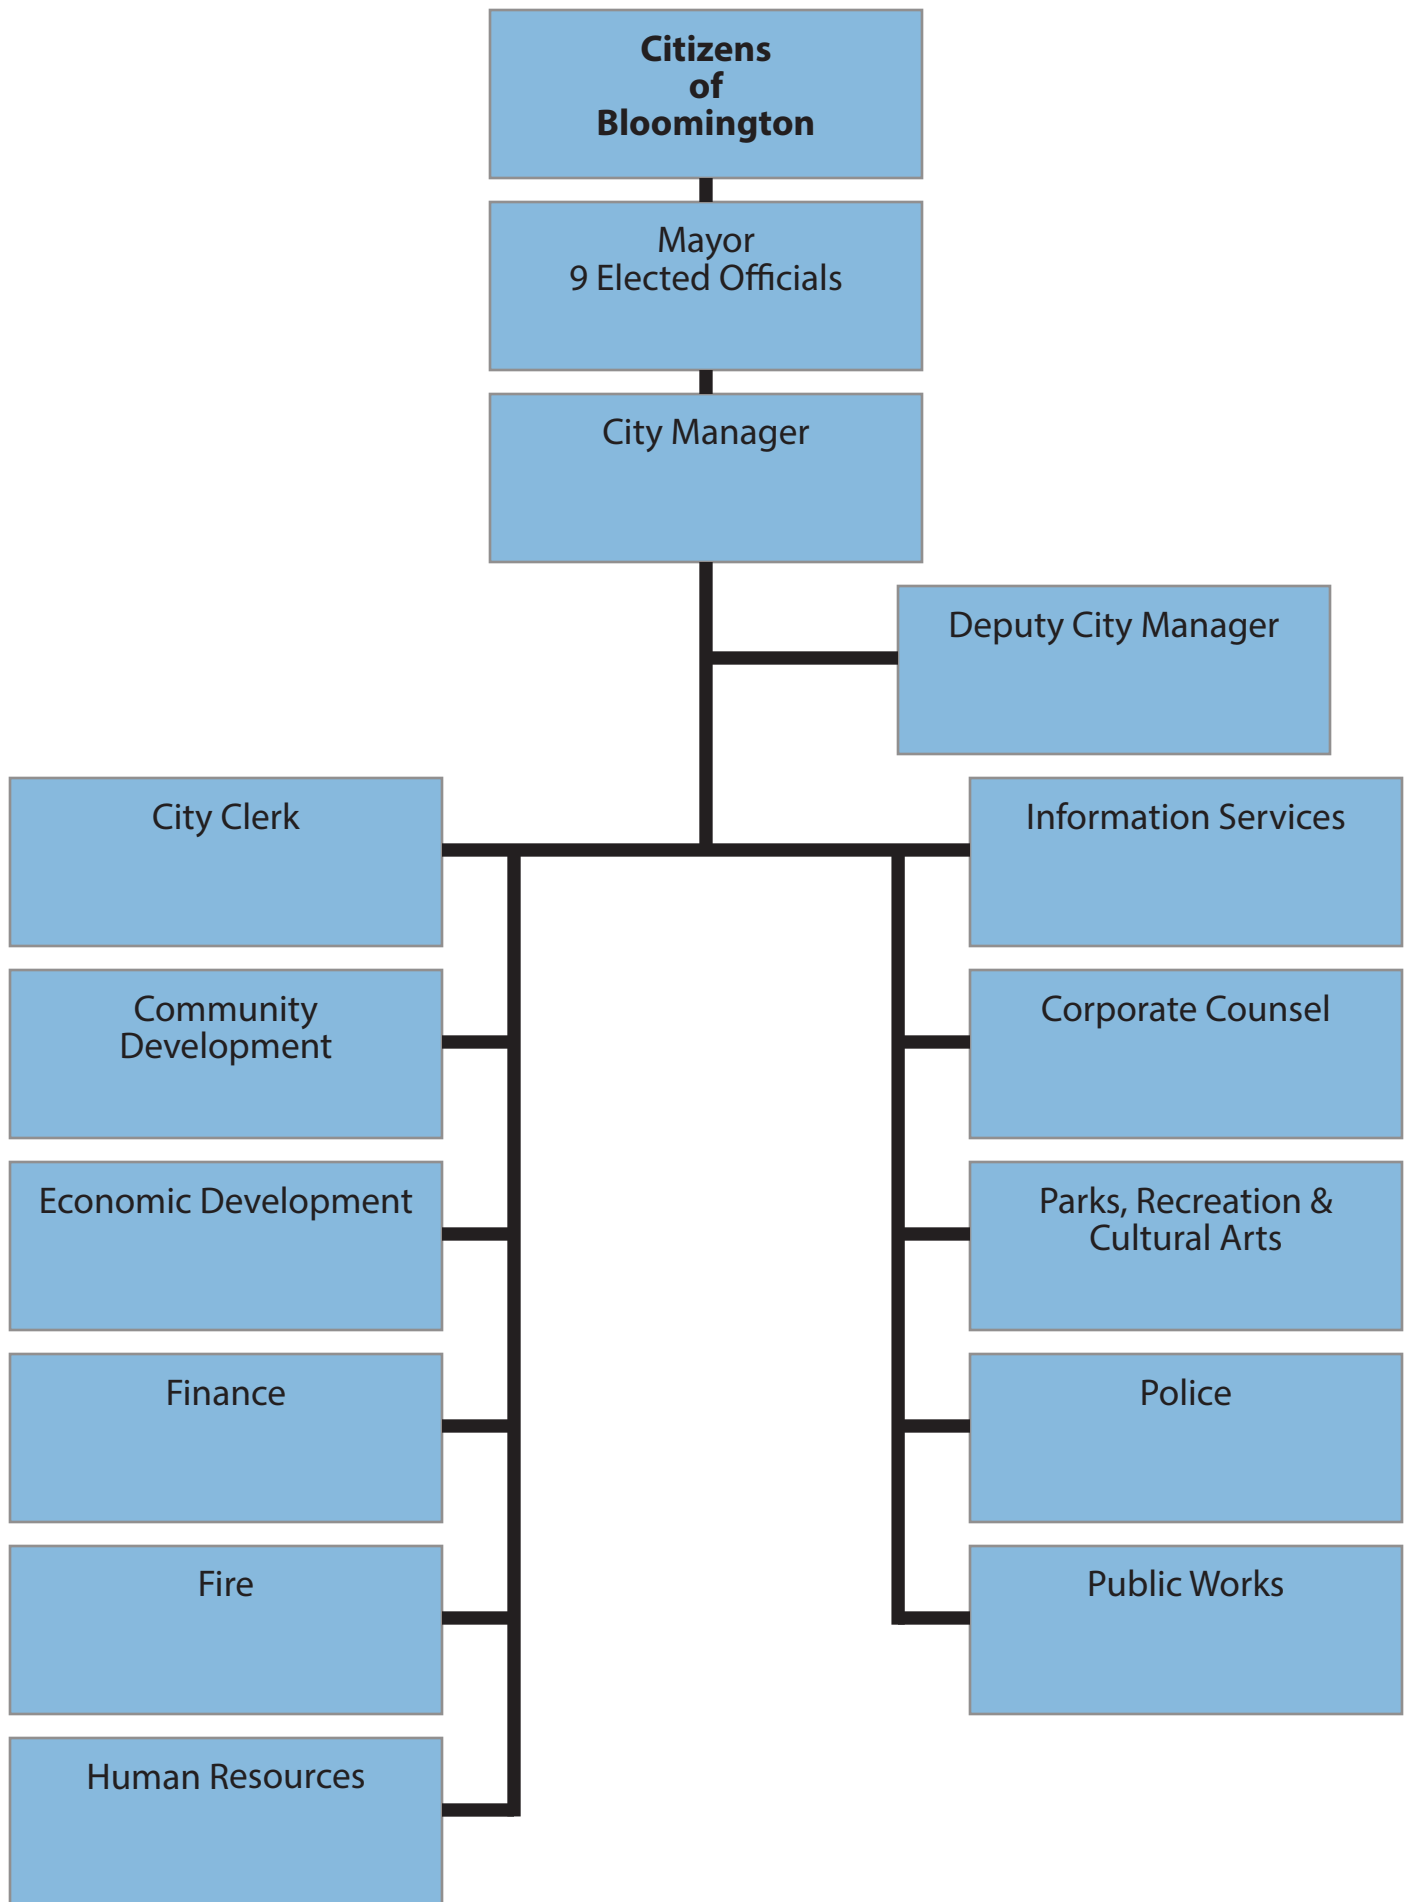 Citizens
of
Bloomington
Mayor
9 Elected Officials
City Manager
Deputy City Manager
City Clerk
Information Services
Community
Development
Corporate Counsel
Economic Development
Parks, Recreation &
Cultural Arts
Finance
Police
Fire
Public Works
Human Resources